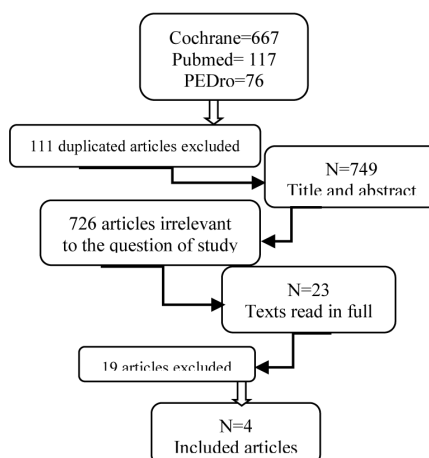 Cochrane=667
Pubmed= 117
PEDro=76
111 duplicated articles excluded
N=749
Title and abstract
726 articles irrelevant
to the question of study
N=23
Texts read in full
19 articles excluded
N=4
Included articles